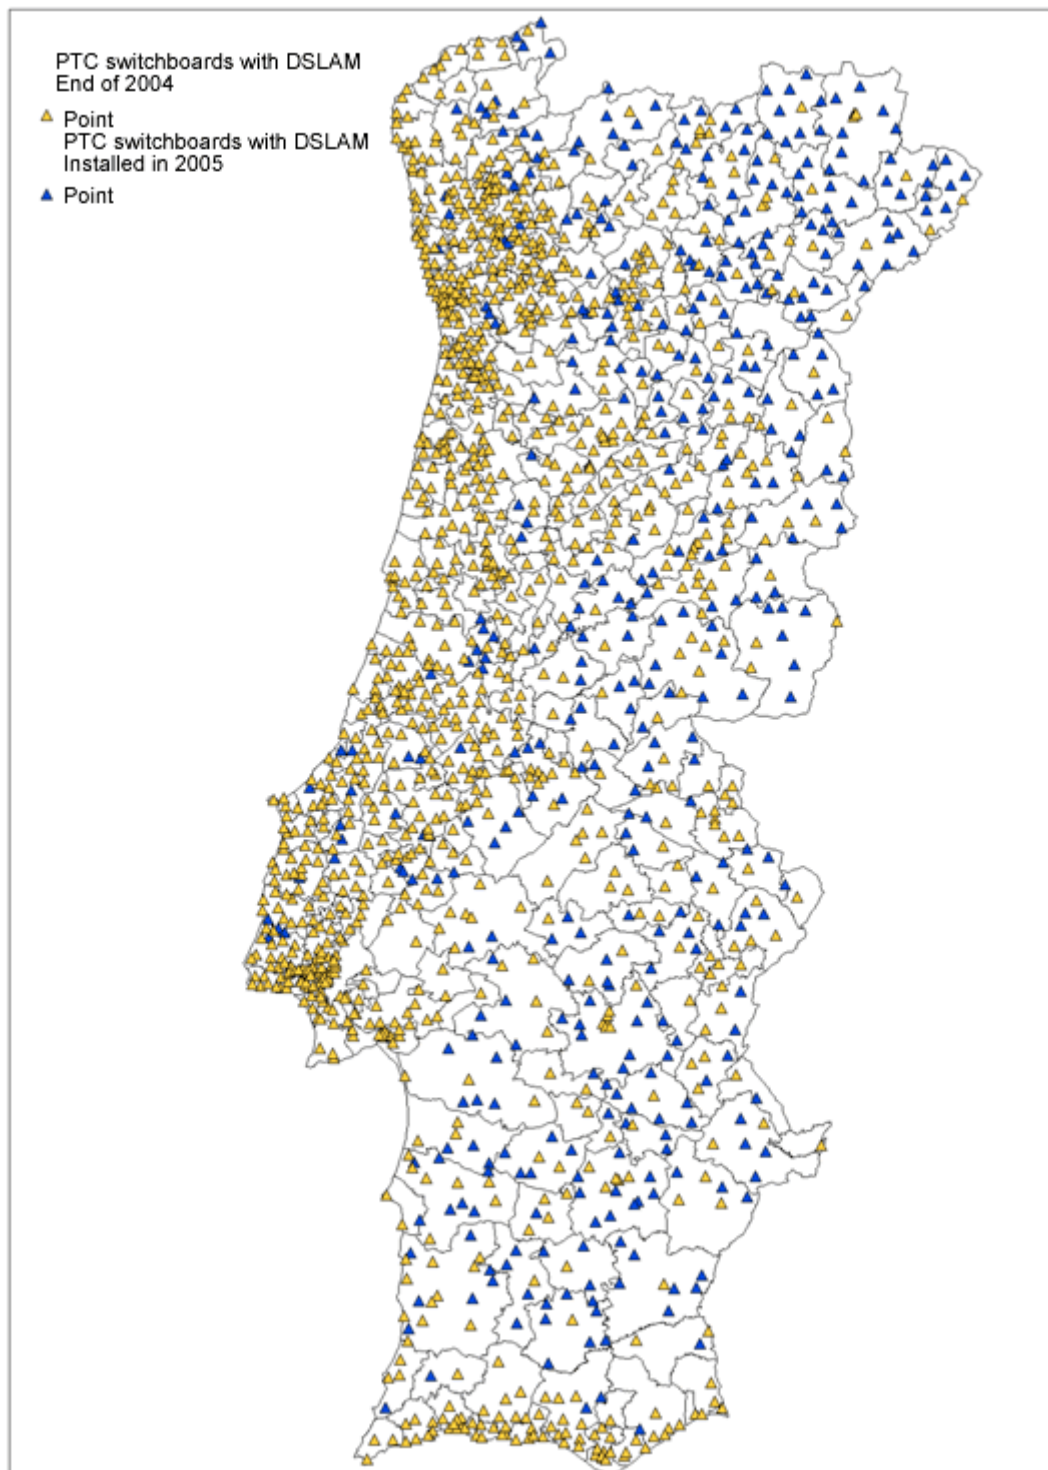 PTC switchboards with DSLAM
End of 2004
Point
PTC switchboards with DSLAM
Installed in 2005
Point